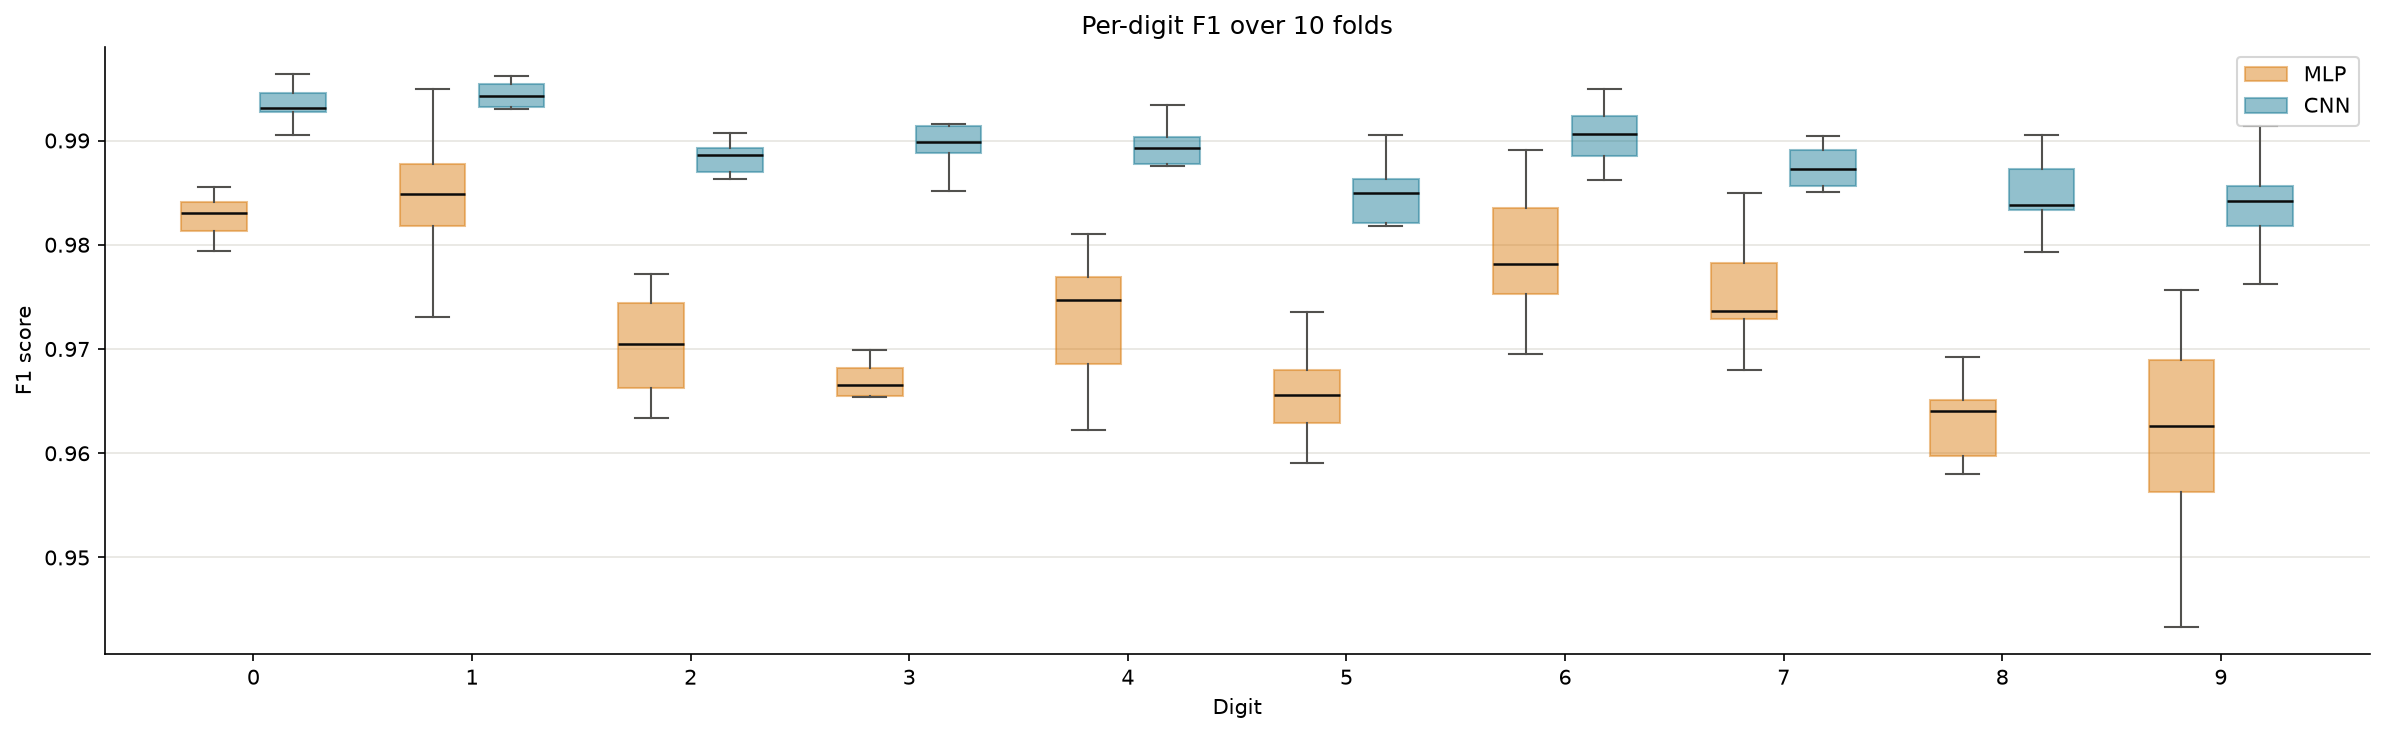 Per-digit F1 over 10 folds
MLP
CNN
0.99
0.98
0.97
0.96
0.95
F1 score
0 1 2 3 4 5 6 7 8 9
Digit